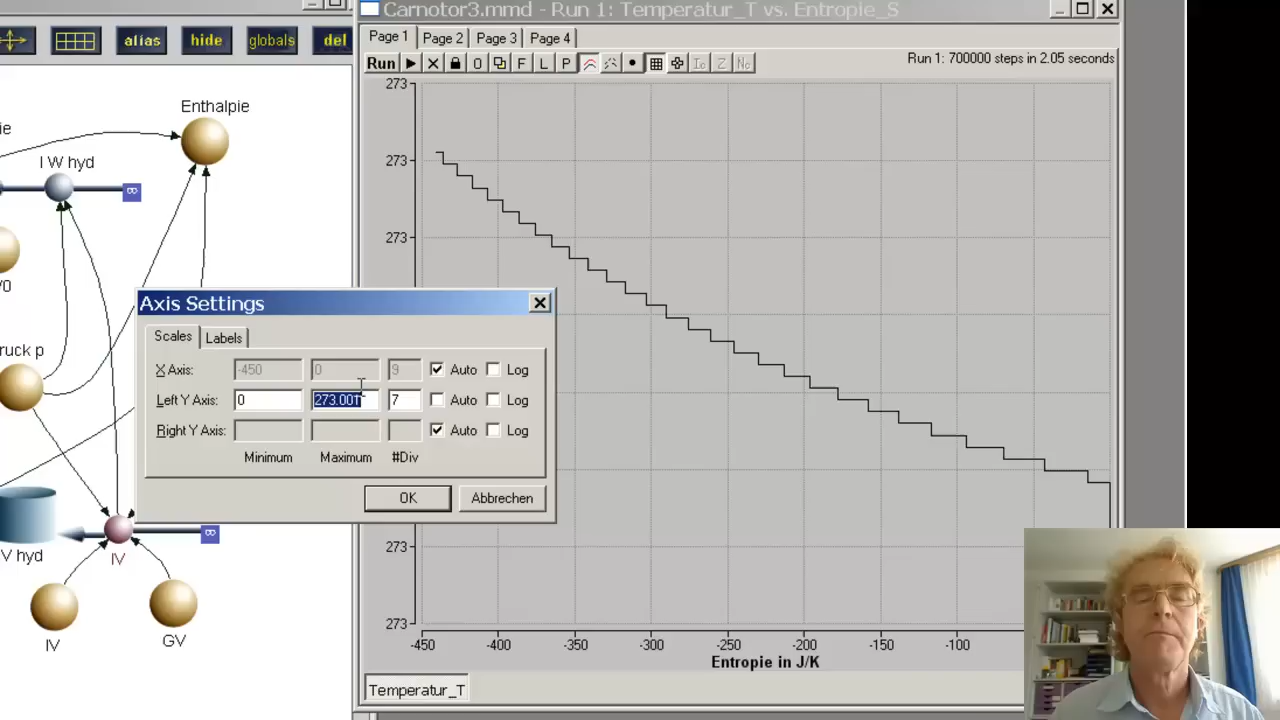 Carnotor3.mmd - Run 1: Temperatur_T vs. Entropie_S
alias
hide
globals
del
Page 1
Page 2
Page 3
Page 4
Run
0
F
L
P
Z
Run 1: 700000 steps in 2.05 seconds
Enthalpie
ie
I W hyd
V0
ruck p
V hyd
IV
IV
GV
273
273
273
273
273
-450
-400
-350
-300
-250
-200
-150
-100
Entropie in J/K
Temperatur_T
Axis Settings
Scales
Labels
X Axis:
-450
0
9
Auto
Log
Left Y Axis:
0
273.001
7
Auto
Log
Right Y Axis:
Auto
Log
Minimum
Maximum
#Div
OK
Abbrechen